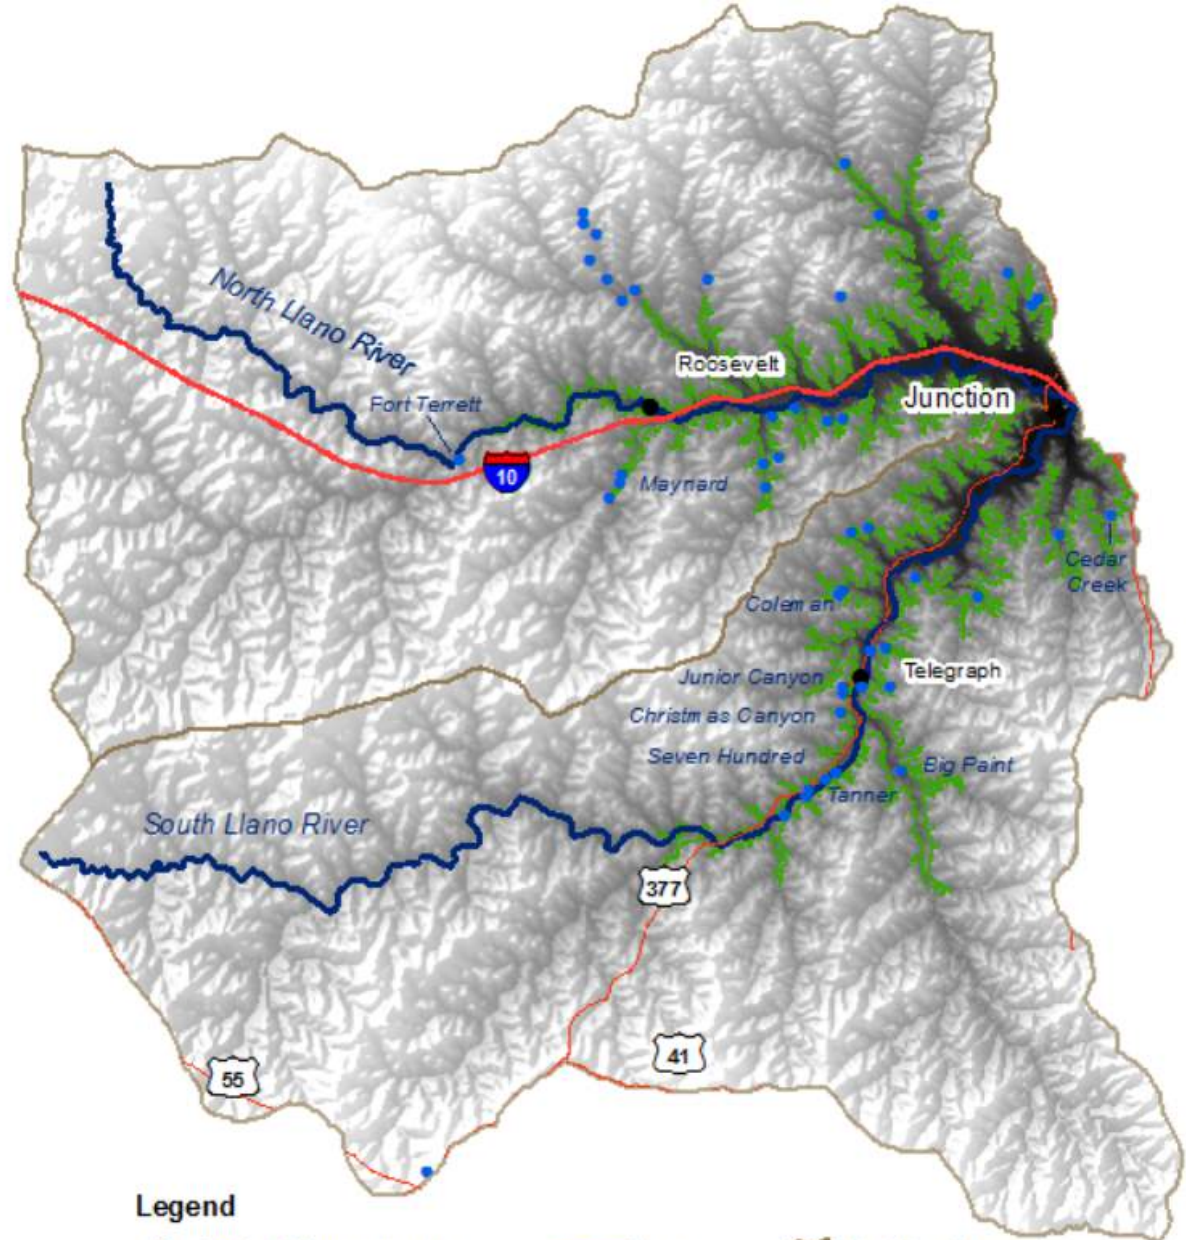 North Llano River
Fort Terrett
Roosevelt
Junction
10
Maynard
Cedar
Creek
Coleman
Telegraph
Junior Canyon
Christmas Canyon
Seven Hundred
Big Paint
Tanner
South Llano River
377
41
55
Legend